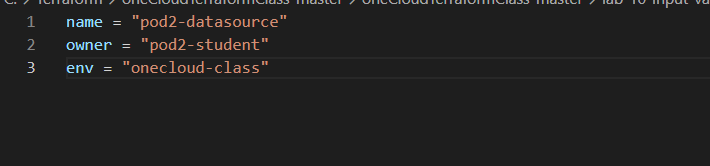 name = "pod2-datasource"
owner = "pod2-student"
env = "onecloud-class"
1
2
3